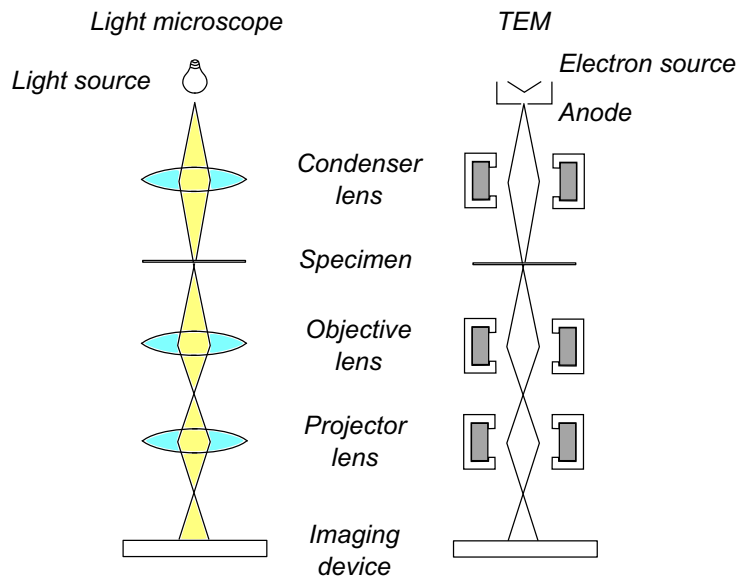 Light microscope
TEM
Light source
Electron source
Anode
Condenser
lens
Specimen
Objective
lens
Projector
lens
Imaging
device